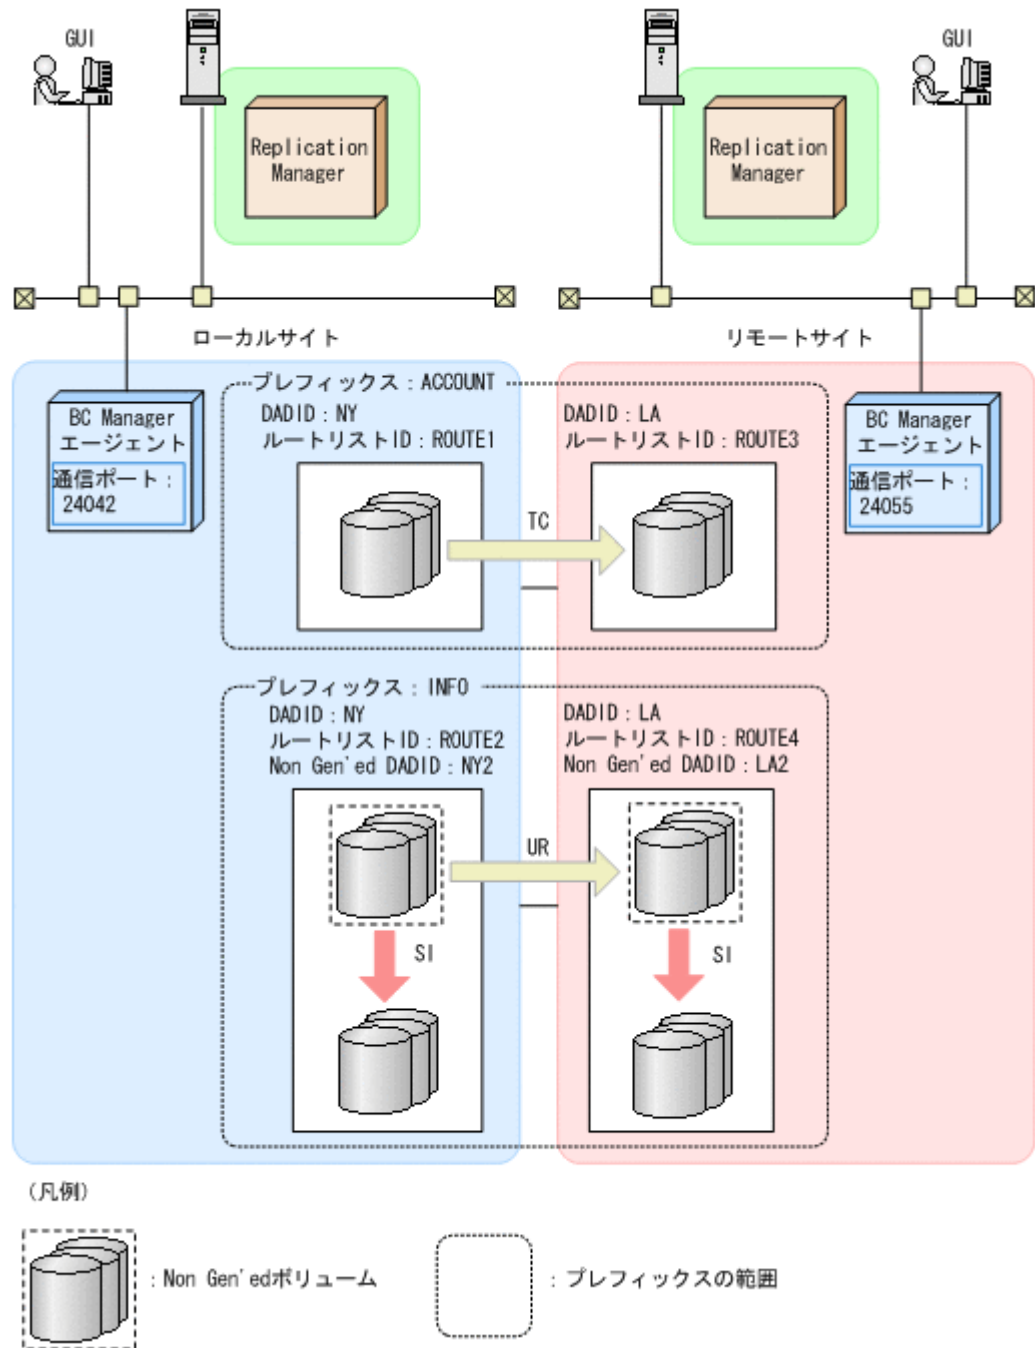 GUI
GUI
Replication
Manager
Replication
Manager
ローカルサイト
リモートサイト
プレフィックス：ACCOUNT
BC Manager
エージェント
通信ポート：
24042
DADID：NY
ルートリストID：ROUTE1
DADID：LA
ルートリストID：ROUTE3
BC Manager
エージェント
通信ポート：
24055
TC
プレフィックス：INFO
DADID：NY
ルートリストID：ROUTE2
Non Gen'ed DADID：NY2
DADID：LA
ルートリストID：ROUTE4
Non Gen'ed DADID：LA2
UR
SI
SI
(凡例)
：Non Gen'edボリューム
：プレフィックスの範囲